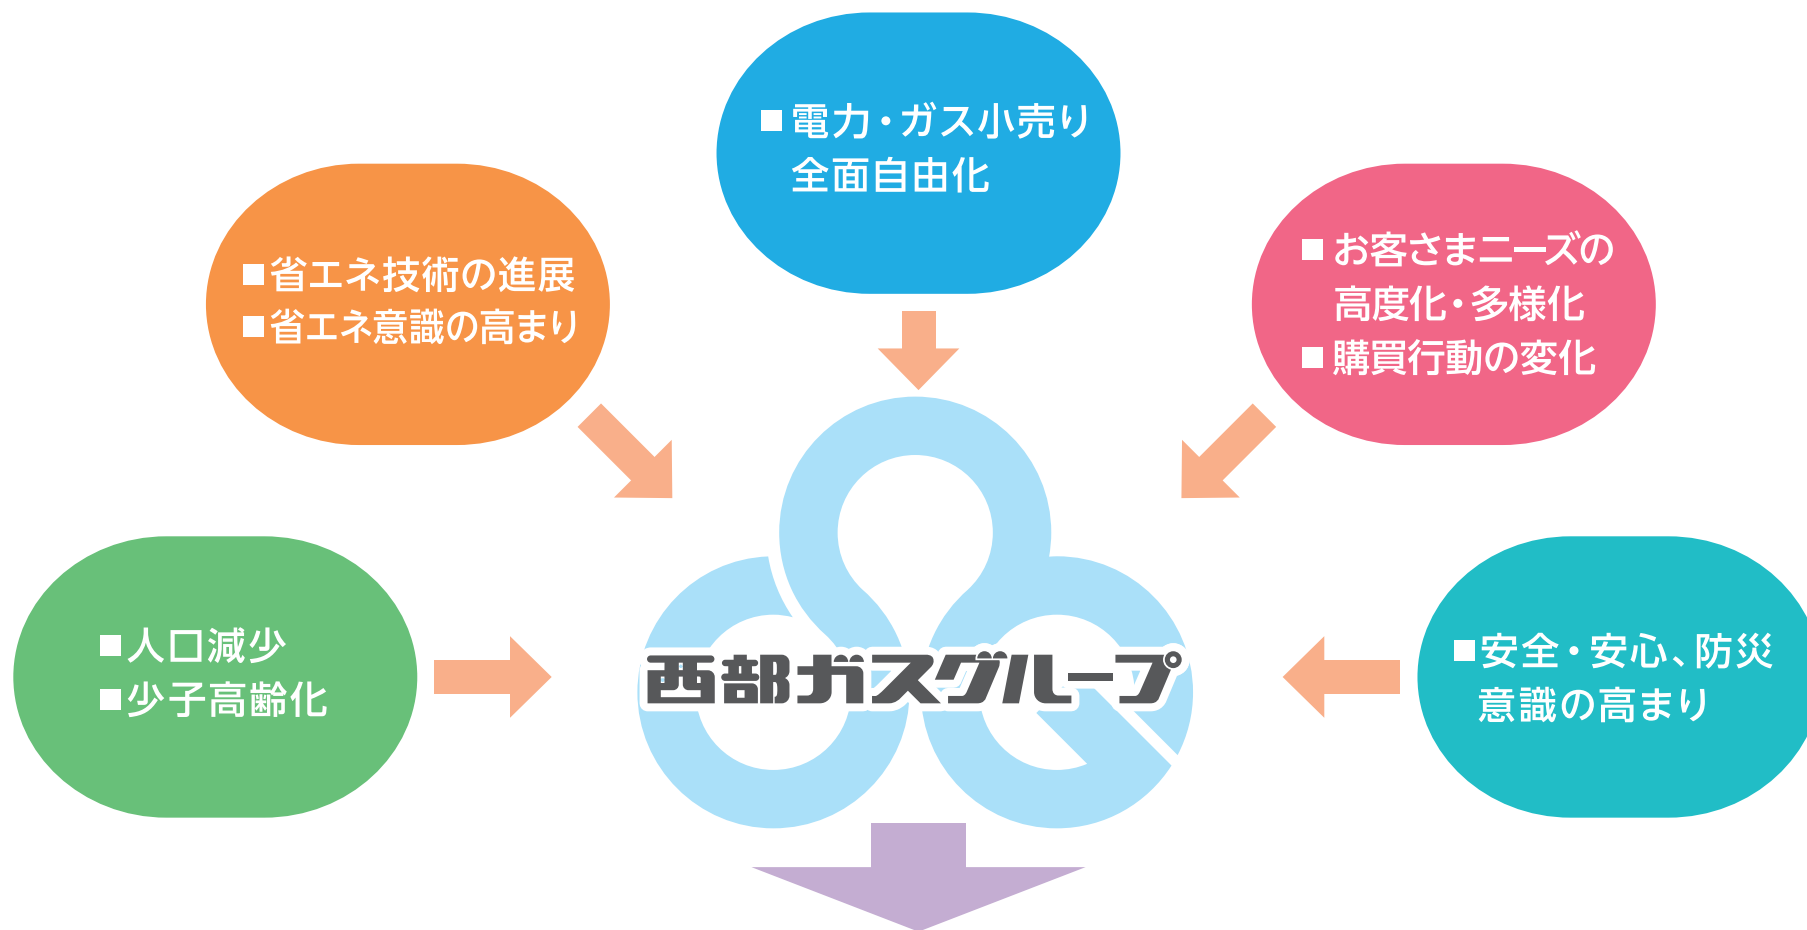 ■電力・ガス小売り
全面自由化
■省エネ技術の進展
■省エネ意識の高まり
■お客さまニーズの
高度化・多様化
■購買行動の変化
■人口減少
■少子高齢化
西部ガスグループ
■安全・安心、防災
意識の高まり